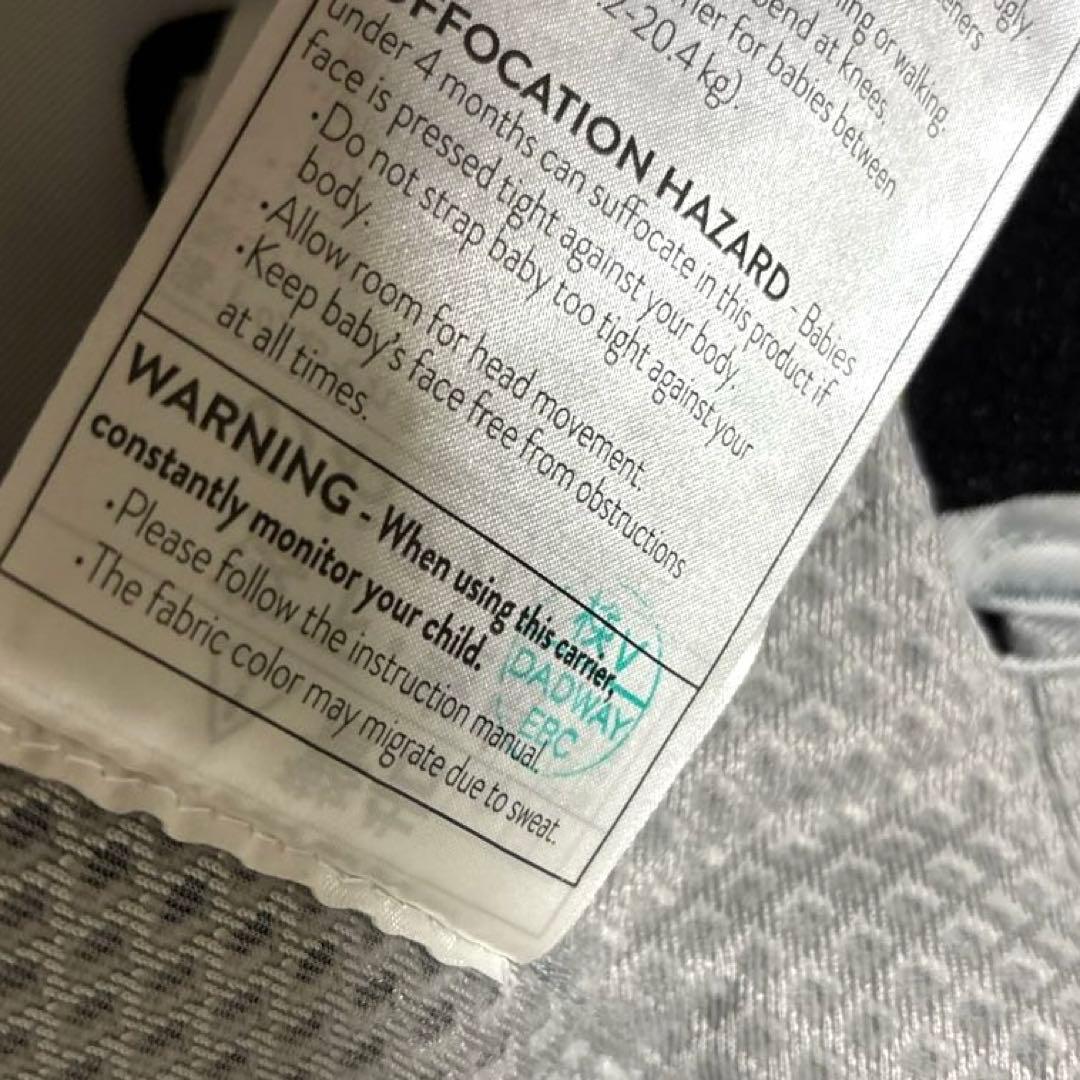 ugly.
ning or walking.
bend at knees.
rier for babies between
.2-20.4 kg).
FFOCATION HAZARD - Babies
under 4 months can suffocate in this product if
face is pressed tight against your body.
•Do not strap baby too tight against your
body.
•Allow room for head movement.
•Keep baby's face free from obstructions
at all times.
WARNING - When using this carrier,
constantly monitor your child.
•Please follow the instruction manual.
•The fabric color may migrate due to sweat.
検
DADWAY
ERC